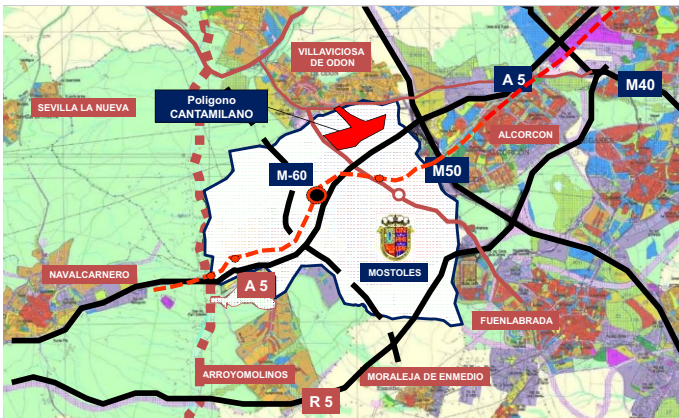 VILLAVICIOSA
DE ODON
A 5
M40
SEVILLA LA NUEVA
Polígono
CANTAMILANO
ALCORCON
M-60
M50
NAVALCARNERO
MOSTOLES
A 5
FUENLABRADA
ARROYOMOLINOS
MORALEJA DE ENMEDIO
R 5